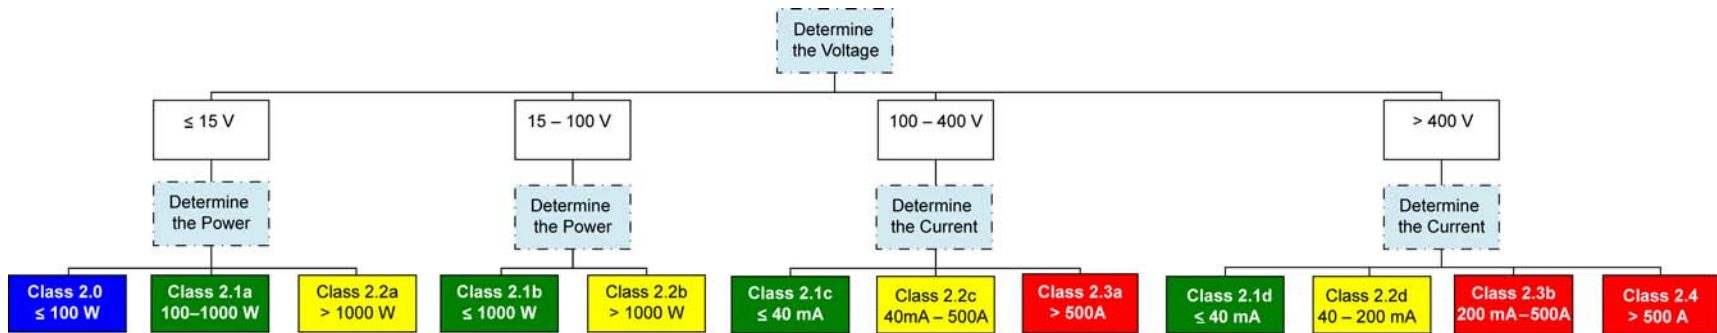 Determine
the Voltage
≤ 15 V
15 – 100 V
100 – 400 V
> 400 V
Determine
the Power
Determine
the Power
Determine
the Current
Determine
the Current
Class 2.0
≤ 100 W
Class 2.1a
100–1000 W
Class 2.2a
> 1000 W
Class 2.1b
≤ 1000 W
Class 2.2b
> 1000 W
Class 2.1c
≤ 40 mA
Class 2.2c
40mA – 500A
Class 2.3a
> 500A
Class 2.1d
≤ 40 mA
Class 2.2d
40 – 200 mA
Class 2.3b
200 mA–500A
Class 2.4
> 500 A